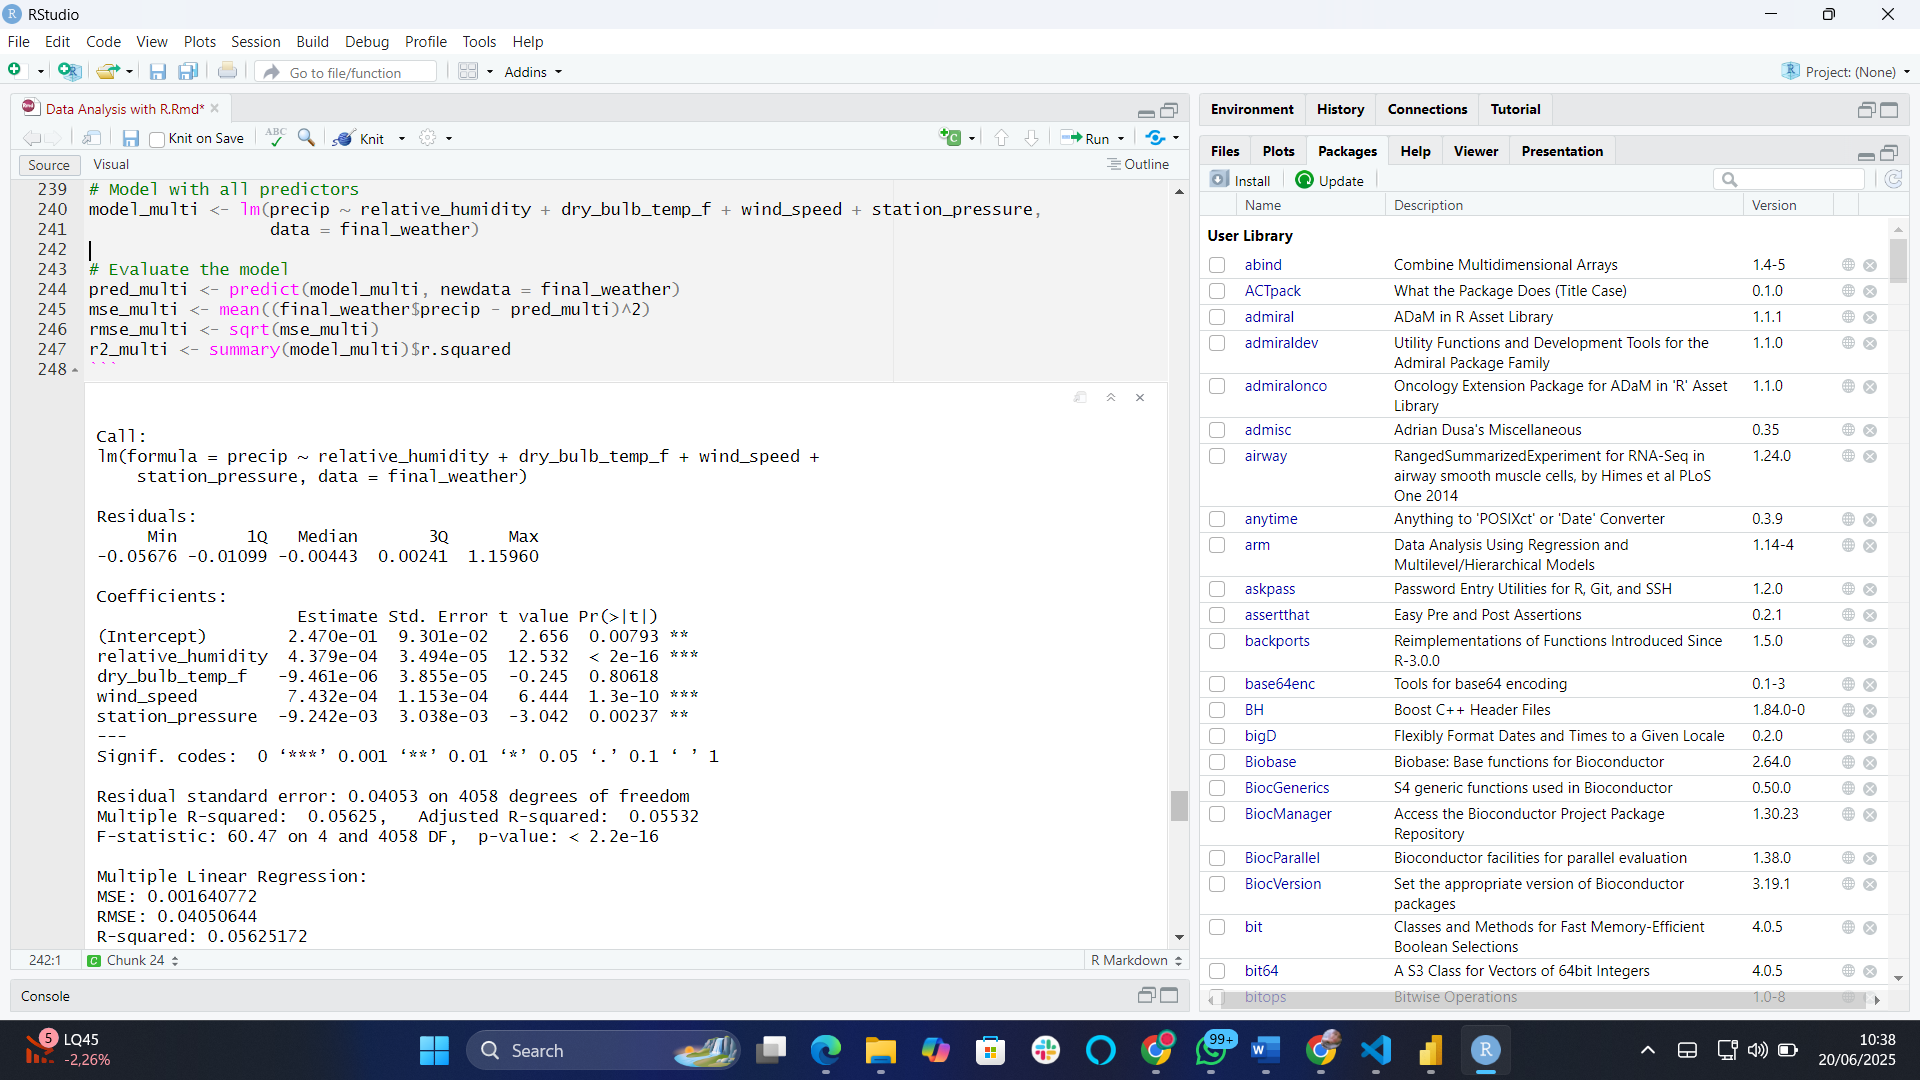 RStudio
File Edit Code View Plots Session Build Debug Profile Tools Help
Go to file/function
Addins
Project: (None)
Data Analysis with R.Rmd*
Knit on Save
ABC
Knit
Run
Source
Visual
Outline
239 # Model with all predictors
240 model_multi <- lm(precip ~ relative_humidity + dry_bulb_temp_f + wind_speed + station_pressure,
241 data = final_weather)
242
243 # Evaluate the model
244 pred_multi <- predict(model_multi, newdata = final_weather)
245 mse_multi <- mean((final_weather$precip - pred_multi)^2)
246 rmse_multi <- sqrt(mse_multi)
247 r2_multi <- summary(model_multi)$r.squared
248 ```
Call:
lm(formula = precip ~ relative_humidity + dry_bulb_temp_f + wind_speed +
station_pressure, data = final_weather)
Residuals:
Min 1Q Median 3Q Max
-0.05676 -0.01099 -0.00443 0.00241 1.15960
Coefficients:
Estimate Std. Error t value Pr(>|t|)
(Intercept) 2.470e-01 9.301e-02 2.656 0.00793 **
relative_humidity 4.379e-04 3.494e-05 12.532 < 2e-16 ***
dry_bulb_temp_f -9.461e-06 3.855e-05 -0.245 0.80618
wind_speed 7.432e-04 1.153e-04 6.444 1.3e-10 ***
station_pressure -9.242e-03 3.038e-03 -3.042 0.00237 **
---
Signif. codes: 0 ‘***’ 0.001 ‘**’ 0.01 ‘*’ 0.05 ‘.’ 0.1 ‘ ’ 1
Residual standard error: 0.04053 on 4058 degrees of freedom
Multiple R-squared: 0.05625, Adjusted R-squared: 0.05532
F-statistic: 60.47 on 4 and 4058 DF, p-value: < 2.2e-16
Multiple Linear Regression:
MSE: 0.001640772
RMSE: 0.04050644
R-squared: 0.05625172
242:1
Chunk 24
R Markdown
Console
Environment History Connections Tutorial
Files Plots Packages Help Viewer Presentation
Install
Update
Name Description Version
User Library
abind Combine Multidimensional Arrays 1.4-5
ACTpack What the Package Does (Title Case) 0.1.0
admiral ADaM in R Asset Library 1.1.1
admiraldev Utility Functions and Development Tools for the 1.1.0
Admiral Package Family
admiralonco Oncology Extension Package for ADaM in 'R' Asset 1.1.0
Library
admisc Adrian Dusa's Miscellaneous 0.35
airway RangedSummarizedExperiment for RNA-Seq in 1.24.0
airway smooth muscle cells, by Himes et al PLoS
One 2014
anytime Anything to 'POSIXct' or 'Date' Converter 0.3.9
arm Data Analysis Using Regression and 1.14-4
Multilevel/Hierarchical Models
askpass Password Entry Utilities for R, Git, and SSH 1.2.0
assertthat Easy Pre and Post Assertions 0.2.1
backports Reimplementations of Functions Introduced Since 1.5.0
R-3.0.0
base64enc Tools for base64 encoding 0.1-3
BH Boost C++ Header Files 1.84.0-0
bigD Flexibly Format Dates and Times to a Given Locale 0.2.0
Biobase Biobase: Base functions for Bioconductor 2.64.0
BiocGenerics S4 generic functions used in Bioconductor 0.50.0
BiocManager Access the Bioconductor Project Package 1.30.23
Repository
BiocParallel Bioconductor facilities for parallel evaluation 1.38.0
BiocVersion Set the appropriate version of Bioconductor 3.19.1
packages
bit Classes and Methods for Fast Memory-Efficient 4.0.5
Boolean Selections
bit64 A S3 Class for Vectors of 64bit Integers 4.0.5
bitops Bitwise Operations 1.0-8
5
LQ45
-2,26%
Search
99+
10:38
20/06/2025